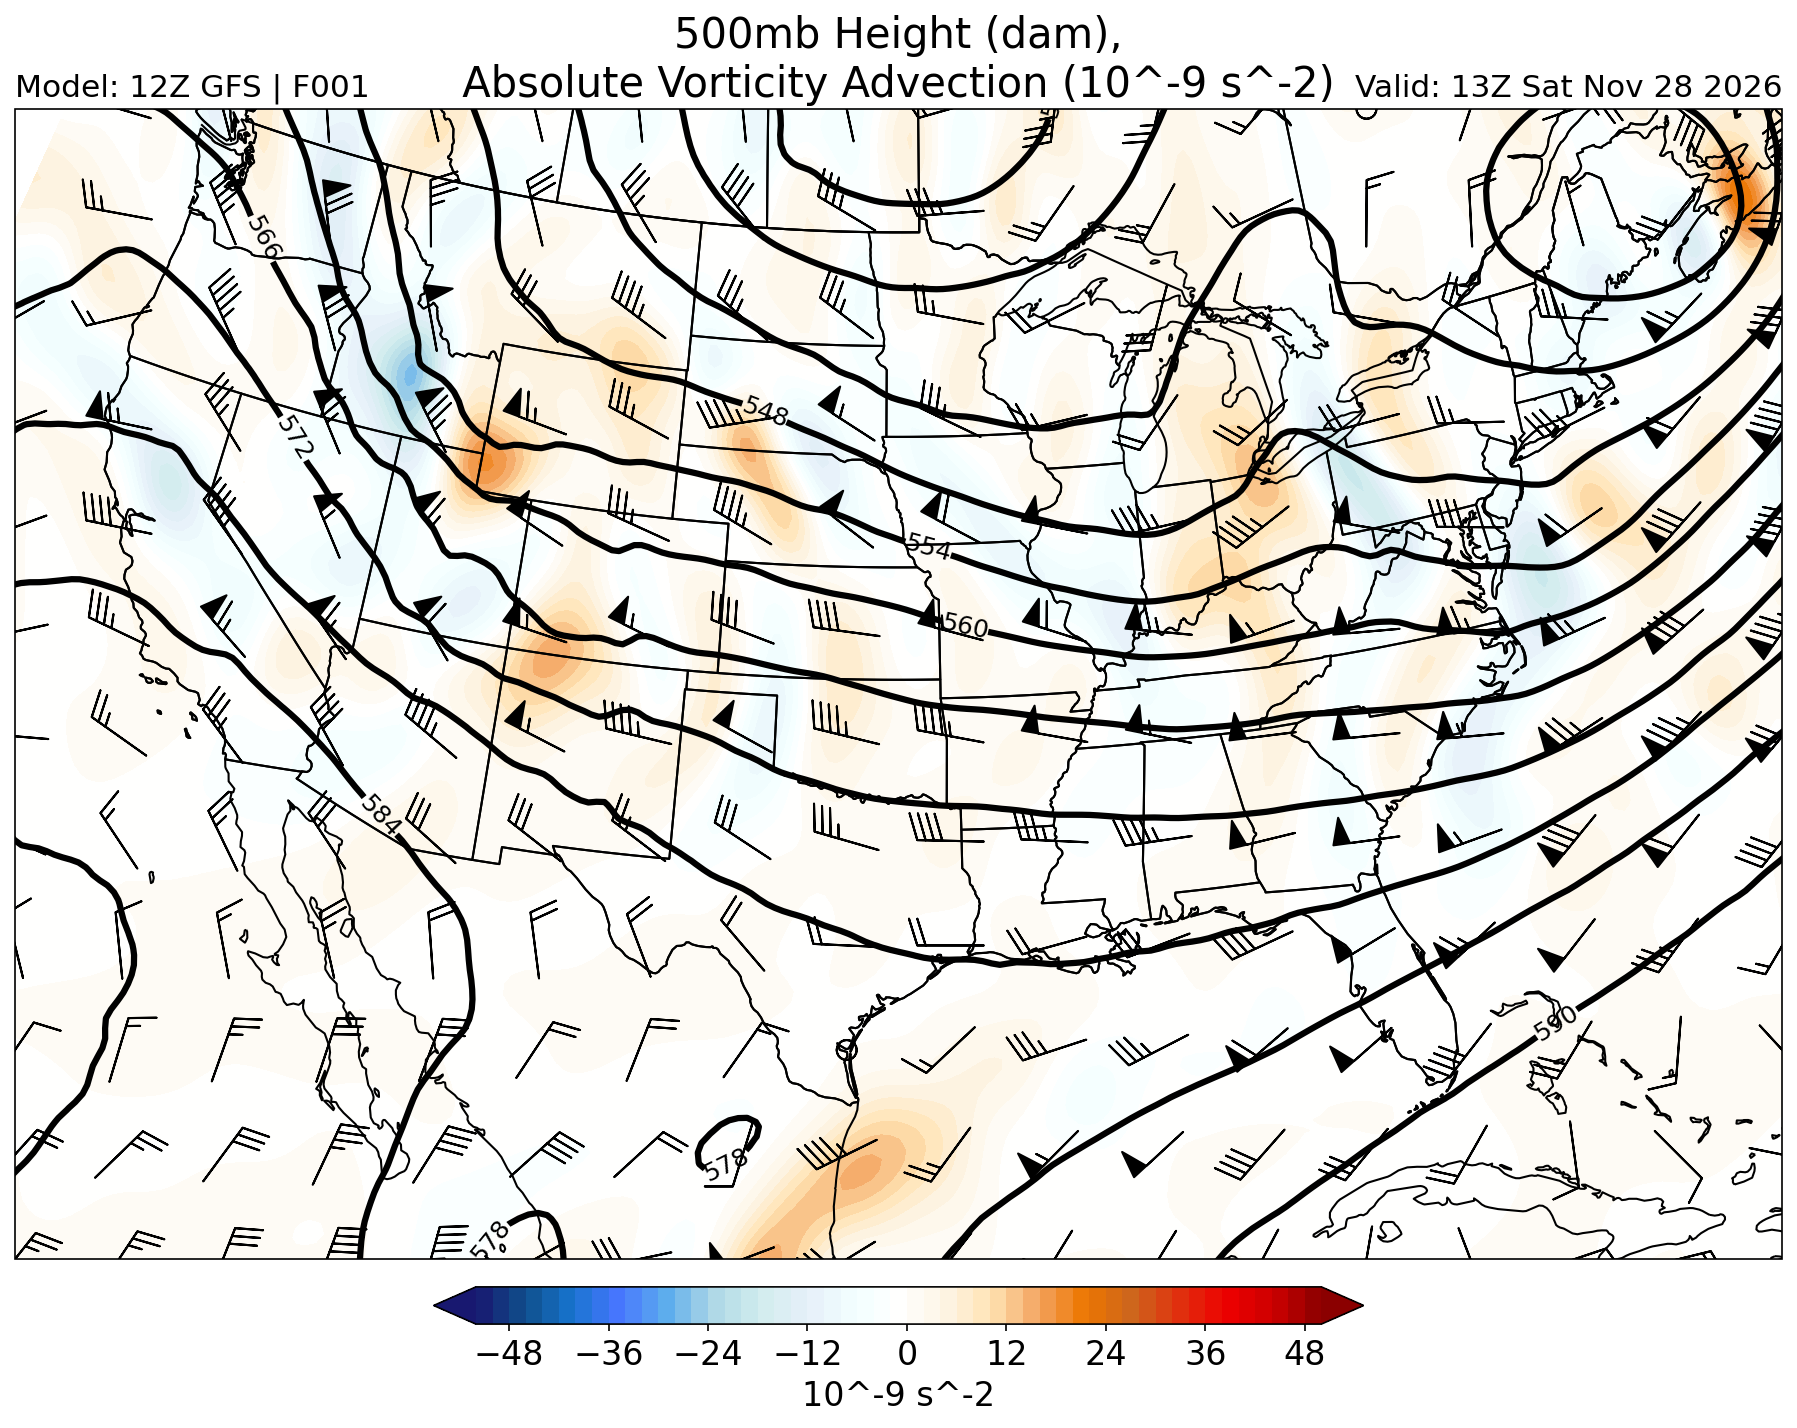 500mb Height (dam),
Model: 12Z GFS | F001
Absolute Vorticity Advection (10^-9 s^-2)
Valid: 13Z Sat Nov 28 2026
566
572
548
554
560
584
590
578
578
−48 −36 −24 −12 0 12 24 36 48
10^-9 s^-2